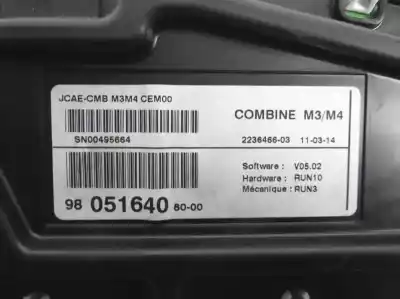 JCAE-CMB M3M4 CEM00
COMBINE M3/M4
SN00495664
2236466-03 11-03-14
Software : V05.02
Hardware : RUN10
Mécanique : RUN3
98 051640 80-00